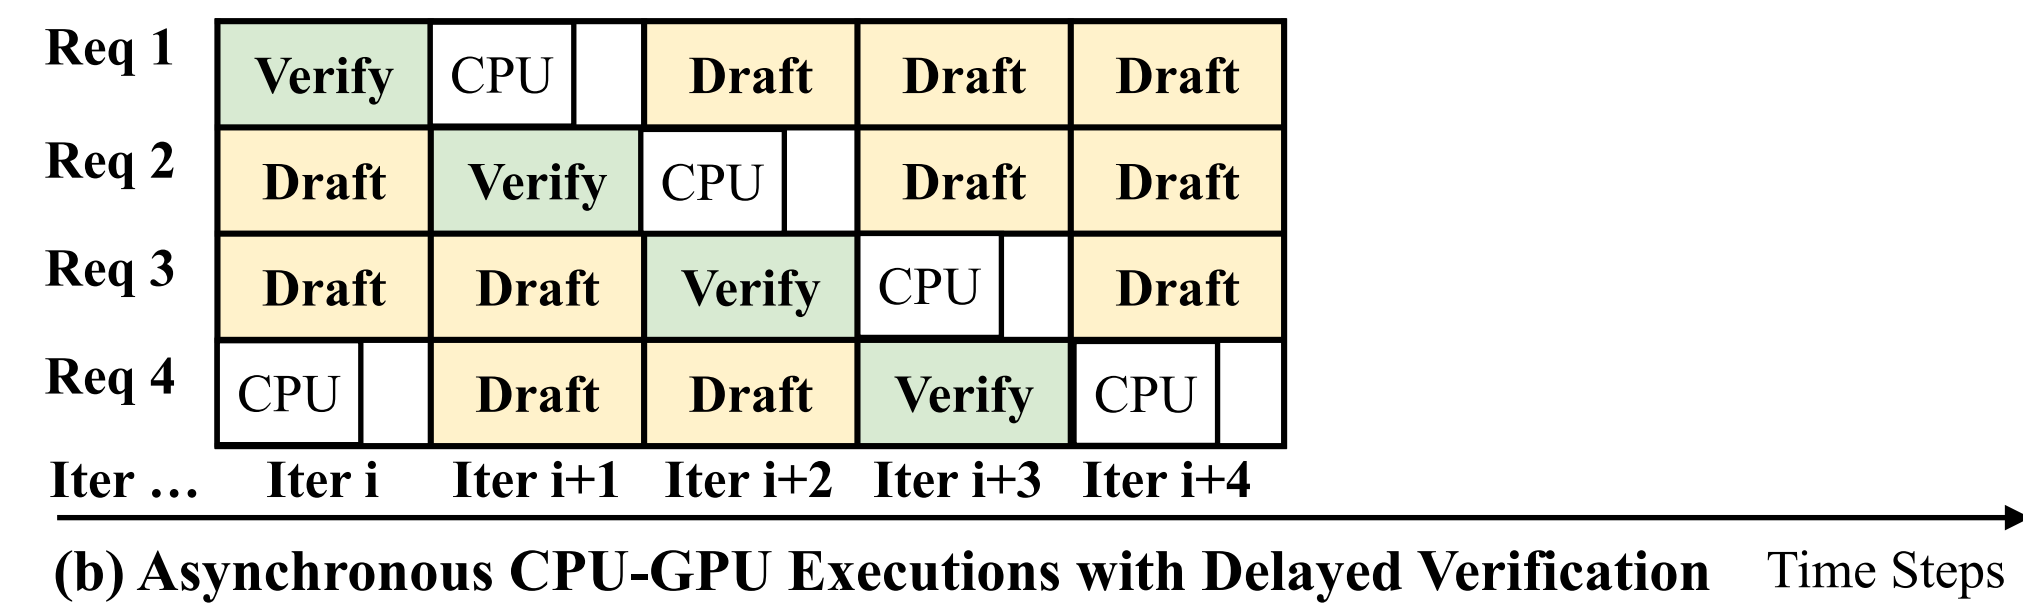 Req 1 Verify CPU Draft Draft Draft
Req 2 Draft Verify CPU Draft Draft
Req 3 Draft Draft Verify CPU Draft
Req 4 CPU Draft Draft Verify CPU
Iter … Iter i Iter i+1 Iter i+2 Iter i+3 Iter i+4
(b) Asynchronous CPU-GPU Executions with Delayed Verification Time Steps